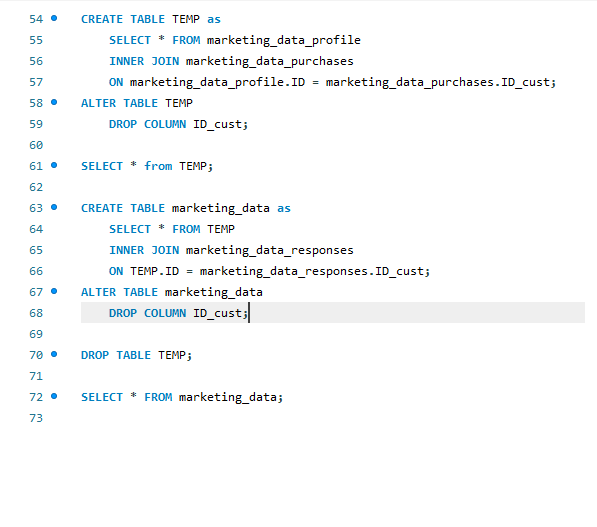 54 CREATE TABLE TEMP as
55 SELECT * FROM marketing_data_profile
56 INNER JOIN marketing_data_purchases
57 ON marketing_data_profile.ID = marketing_data_purchases.ID_cust;
58 ALTER TABLE TEMP
59 DROP COLUMN ID_cust;
60
61 SELECT * from TEMP;
62
63 CREATE TABLE marketing_data as
64 SELECT * FROM TEMP
65 INNER JOIN marketing_data_responses
66 ON TEMP.ID = marketing_data_responses.ID_cust;
67 ALTER TABLE marketing_data
68 DROP COLUMN ID_cust;
69
70 DROP TABLE TEMP;
71
72 SELECT * FROM marketing_data;
73